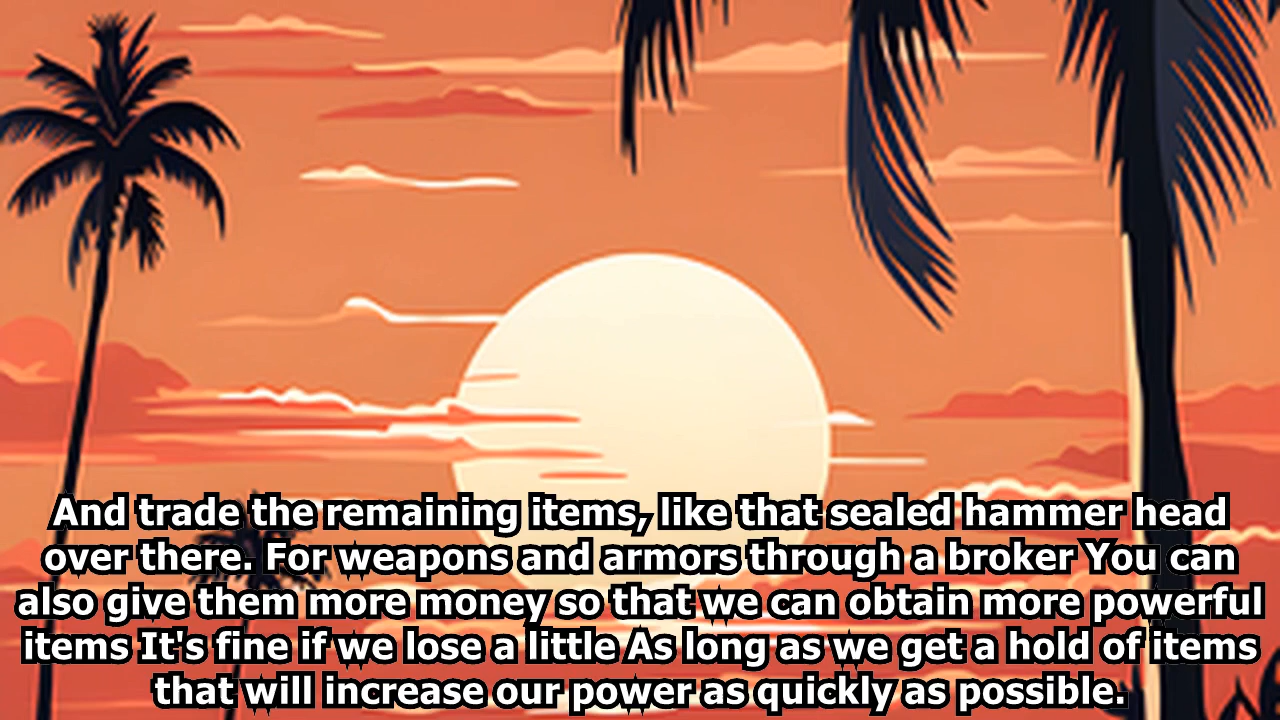 And trade the remaining items, like that sealed hammer head
over there. For weapons and armors through a broker You can
also give them more money so that we can obtain more powerful
items It's fine if we lose a little As long as we get a hold of items
that will increase our power as quickly as possible.